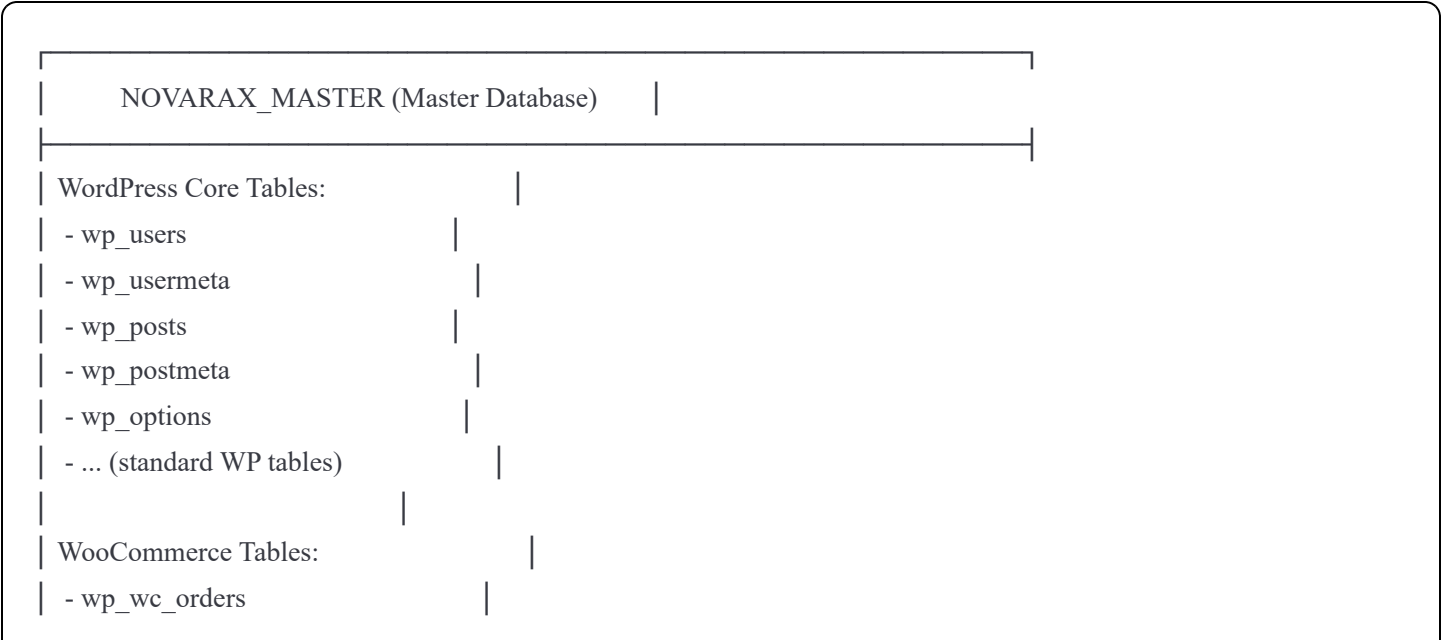 NOVARAX_MASTER (Master Database)
WordPress Core Tables:
- wp_users
- wp_usermeta
- wp_posts
- wp_postmeta
- wp_options
- ... (standard WP tables)
WooCommerce Tables:
- wp_wc_orders